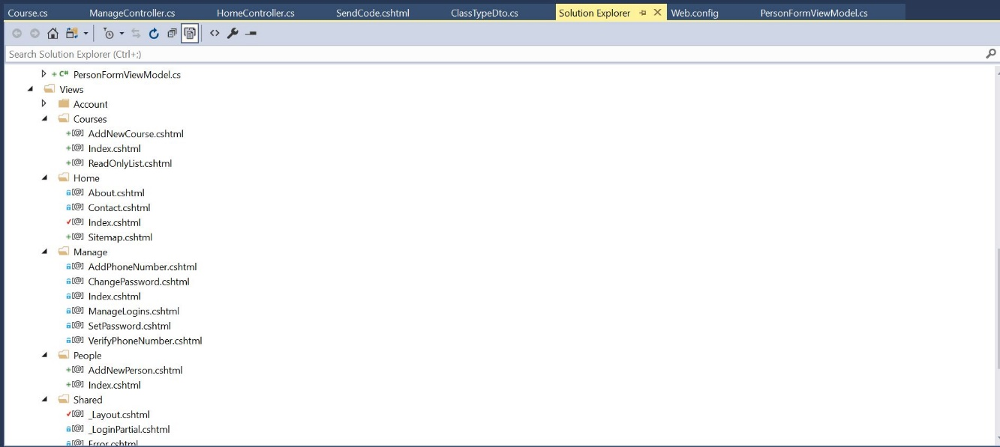 Course.cs ManageController.cs HomeController.cs SendCode.cshtml ClassTypeDto.cs Solution Explorer Web.config PersonFormViewModel.cs
Search Solution Explorer (Ctrl+;)
C# PersonFormViewModel.cs
Views
Account
Courses
+[@] AddNewCourse.cshtml
+[@] Index.cshtml
+[@] ReadOnlyList.cshtml
Home
[@] About.cshtml
[@] Contact.cshtml
[@] Index.cshtml
+[@] Sitemap.cshtml
Manage
[@] AddPhoneNumber.cshtml
[@] ChangePassword.cshtml
[@] Index.cshtml
[@] ManageLogins.cshtml
[@] SetPassword.cshtml
[@] VerifyPhoneNumber.cshtml
People
+[@] AddNewPerson.cshtml
+[@] Index.cshtml
Shared
[@] _Layout.cshtml
[@] _LoginPartial.cshtml
[@] Error.cshtml